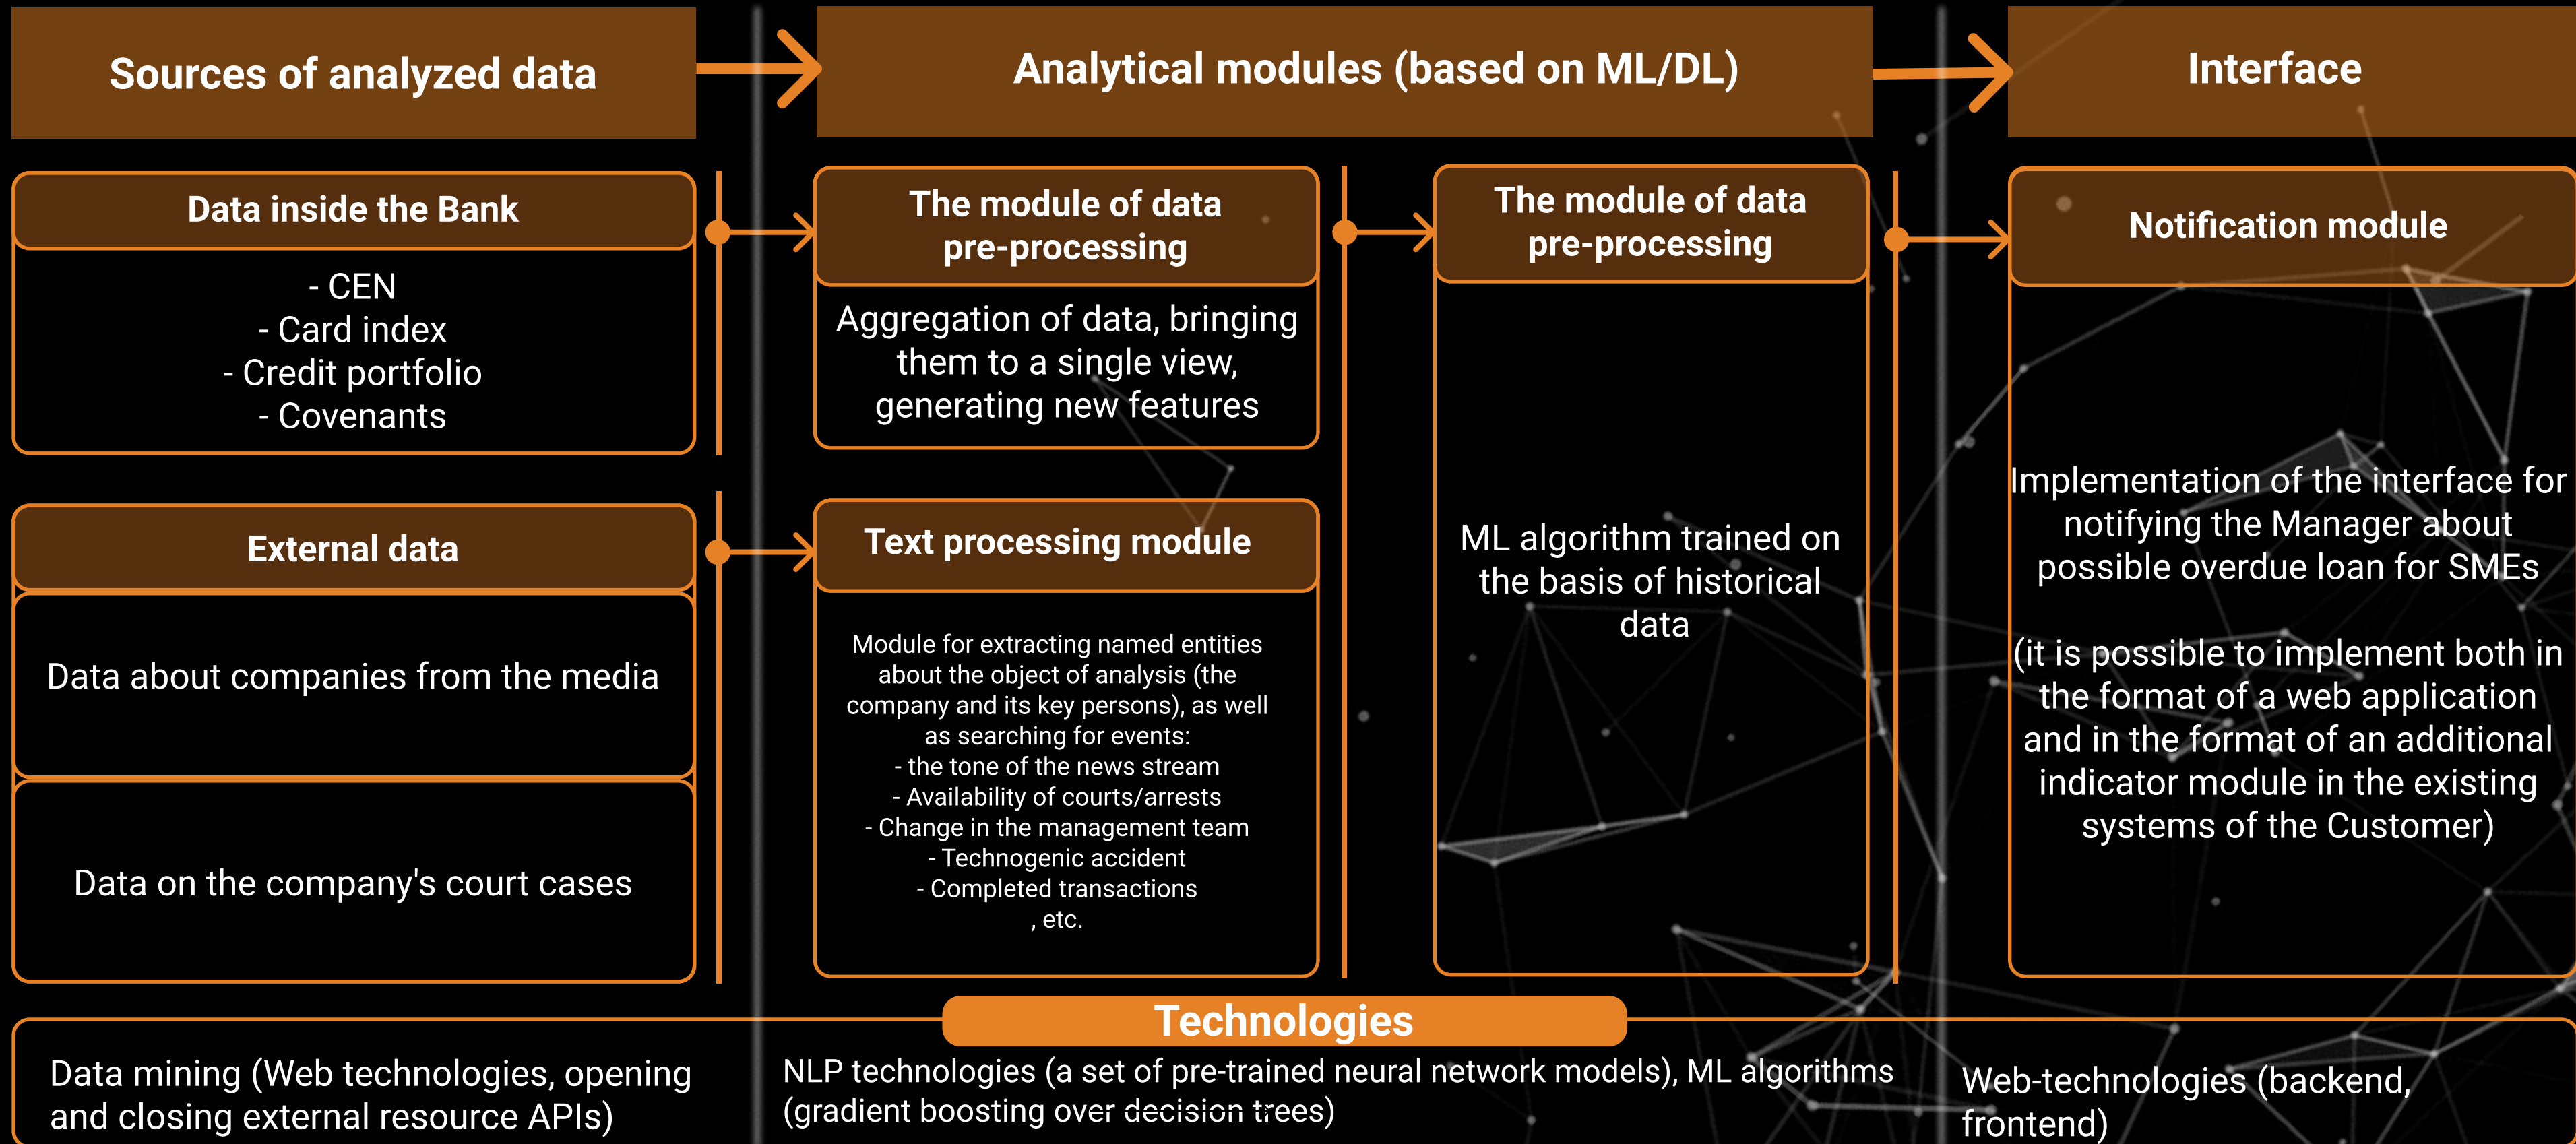 Sources of analyzed data
Analytical modules (based on ML/DL)
Interface
Data inside the Bank
- CEN
- Card index
- Credit portfolio
- Covenants
External data
Data about companies from the media
Data on the company's court cases
The module of data
pre-processing
Aggregation of data, bringing
them to a single view,
generating new features
Text processing module
Module for extracting named entities
about the object of analysis (the
company and its key persons), as well
as searching for events:
- the tone of the news stream
- Availability of courts/arrests
- Change in the management team
- Technogenic accident
- Completed transactions
, etc.
The module of data
pre-processing
ML algorithm trained on
the basis of historical
data
Notification module
Implementation of the interface for
notifying the Manager about
possible overdue loan for SMEs
(it is possible to implement both in
the format of a web application
and in the format of an additional
indicator module in the existing
systems of the Customer)
Technologies
Data mining (Web technologies, opening
and closing external resource APIs)
NLP technologies (a set of pre-trained neural network models), ML algorithms
(gradient boosting over decision trees)
Web-technologies (backend,
frontend)